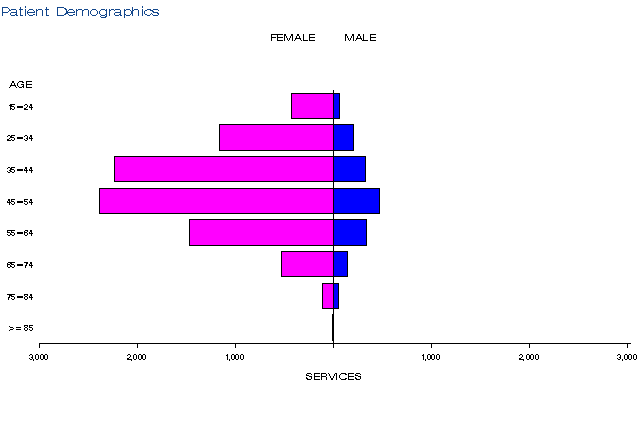 Patient Demographics
FEMALE MALE
AGE
15-24
25-34
35-44
45-54
55-64
65-74
75-84
>=85
3,000 2,000 1,000 1,000 2,000 3,000
SERVICES